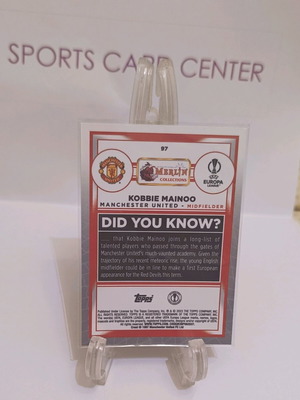 SPORTS CARD CENTER
97
Merlin
COLLECTIONS
UEFA
EUROPA
LEAGUE
KOBBIE MAINOO
MANCHESTER UNITED - MIDFIELDER
DID YOU KNOW?
that Kobbie Mainoo joins a long-list of
talented players who passed through the gates of
Manchester United's much vaunted academy. Given the
trajectory of his recent meteoric rise, the young English
midfielder could be in line to make a first European
appearance for the Red Devils this term.
Topps